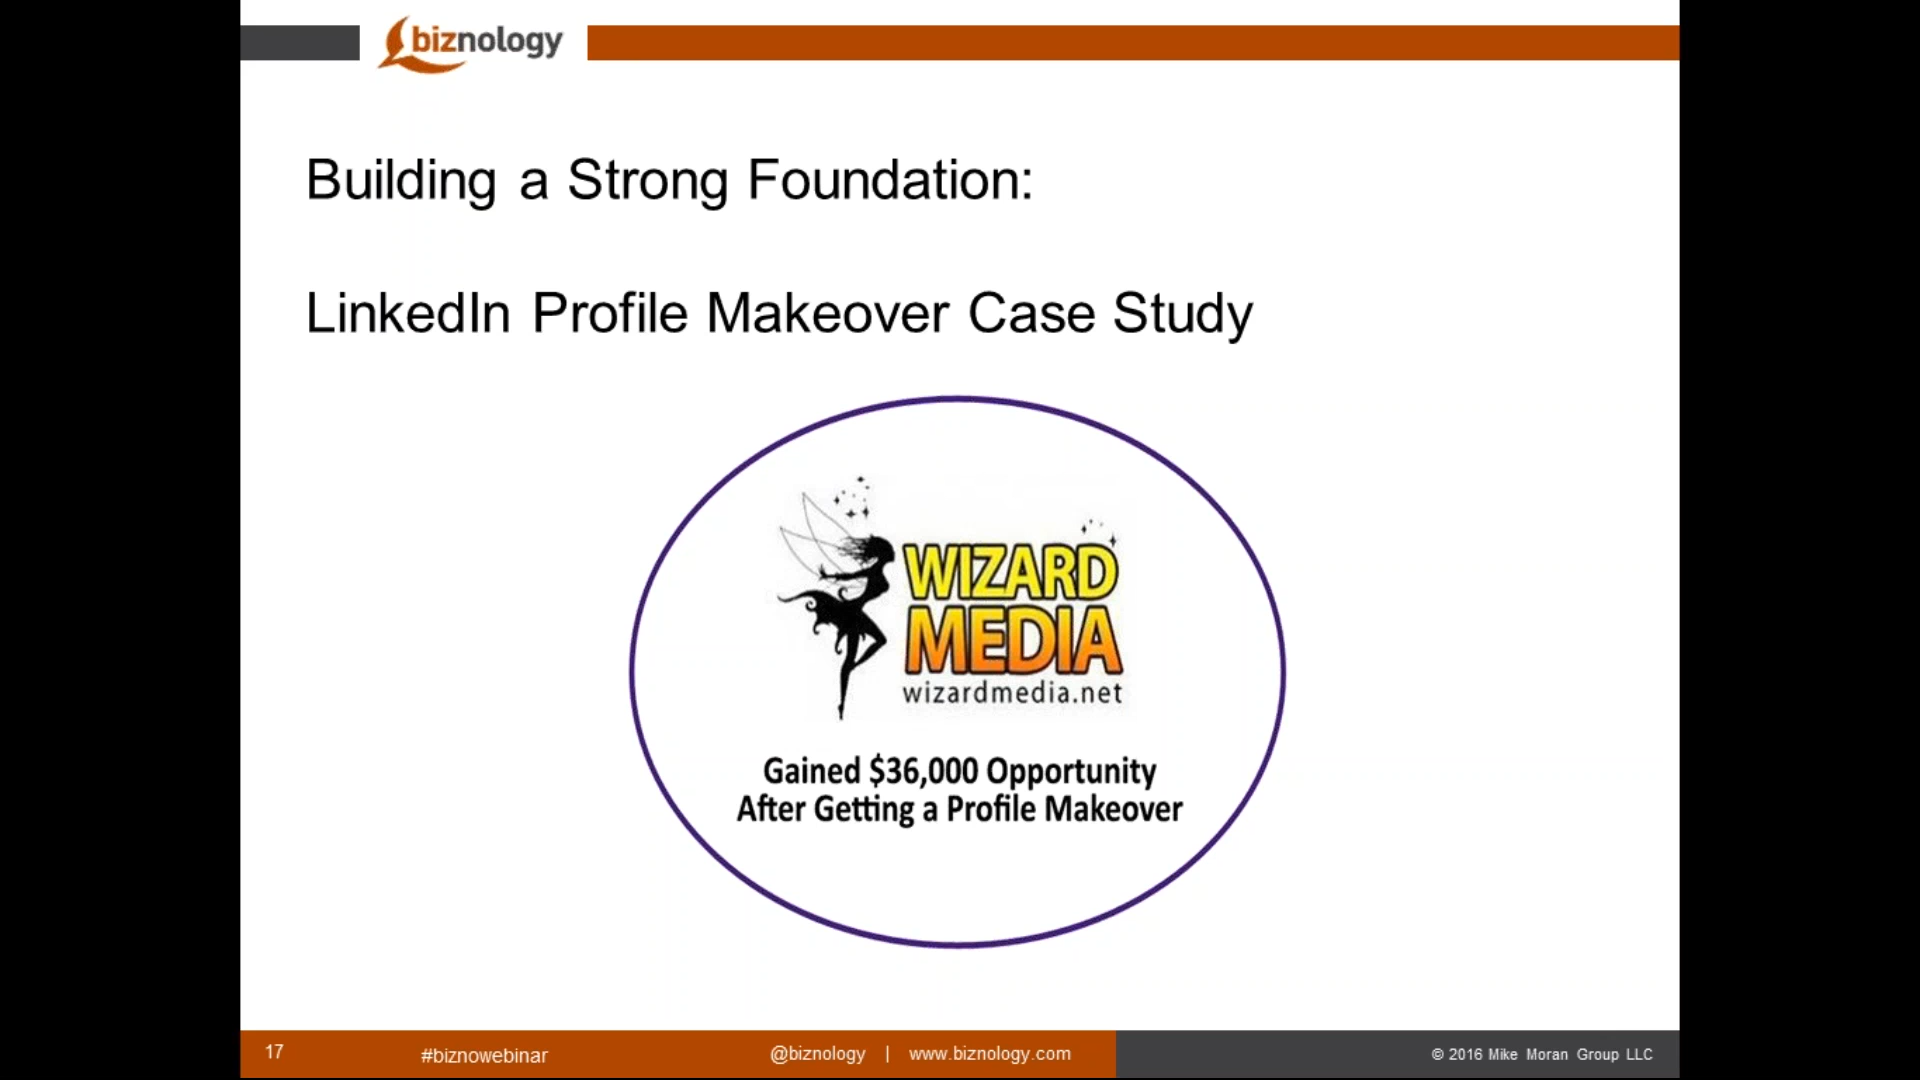 biznology
Building a Strong Foundation:
LinkedIn Profile Makeover Case Study
WIZARD
MEDIA
wizardmedia.net
Gained $36,000 Opportunity
After Getting a Profile Makeover
17 #biznowebinar @biznology | www.biznology.com © 2016 Mike Moran Group LLC